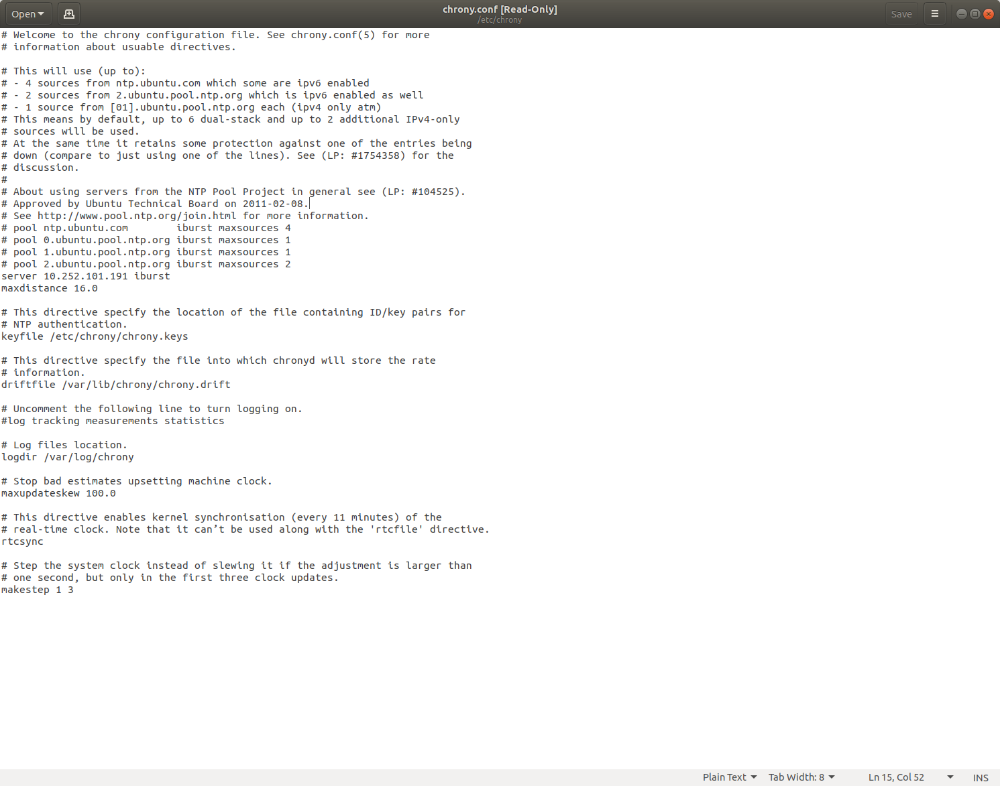 Open
chrony.conf [Read-Only]
/etc/chrony
Save
# Welcome to the chrony configuration file. See chrony.conf(5) for more
# information about usuable directives.
# This will use (up to):
# - 4 sources from ntp.ubuntu.com which some are ipv6 enabled
# - 2 sources from 2.ubuntu.pool.ntp.org which is ipv6 enabled as well
# - 1 source from [01].ubuntu.pool.ntp.org each (ipv4 only atm)
# This means by default, up to 6 dual-stack and up to 2 additional IPv4-only
# sources will be used.
# At the same time it retains some protection against one of the entries being
# down (compare to just using one of the lines). See (LP: #1754358) for the
# discussion.
#
# About using servers from the NTP Pool Project in general see (LP: #104525).
# Approved by Ubuntu Technical Board on 2011-02-08.
# See http://www.pool.ntp.org/join.html for more information.
# pool ntp.ubuntu.com        iburst maxsources 4
# pool 0.ubuntu.pool.ntp.org iburst maxsources 1
# pool 1.ubuntu.pool.ntp.org iburst maxsources 1
# pool 2.ubuntu.pool.ntp.org iburst maxsources 2
server 10.252.101.191 iburst
maxdistance 16.0
# This directive specify the location of the file containing ID/key pairs for
# NTP authentication.
keyfile /etc/chrony/chrony.keys
# This directive specify the file into which chronyd will store the rate
# information.
driftfile /var/lib/chrony/chrony.drift
# Uncomment the following line to turn logging on.
#log tracking measurements statistics
# Log files location.
logdir /var/log/chrony
# Stop bad estimates upsetting machine clock.
maxupdateskew 100.0
# This directive enables kernel synchronisation (every 11 minutes) of the
# real-time clock. Note that it can’t be used along with the 'rtcfile' directive.
rtcsync
# Step the system clock instead of slewing it if the adjustment is larger than
# one second, but only in the first three clock updates.
makestep 1 3
Plain Text
Tab Width: 8
Ln 15, Col 52
INS